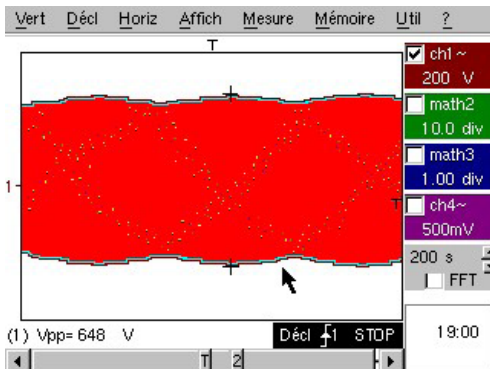 Vert Décl Horiz Affich Mesure Mémoire Util ?
T
ch1 ~
200 V
math2
10.0 div
math3
1.00 div
ch4~
500mV
1
T
200 s
FFT
(1) Vpp= 648 V
Décl 1 STOP
19:00
T 2